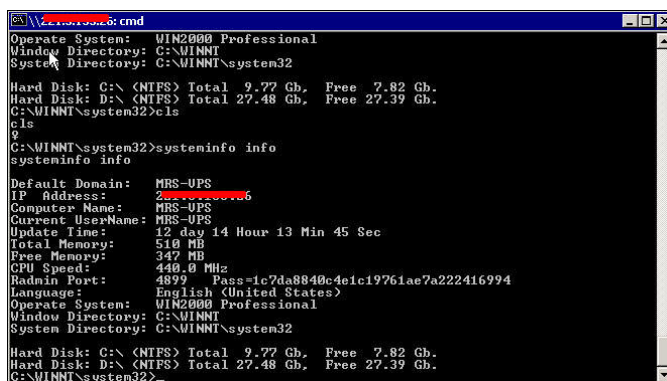 : cmd
Operate System: WIN2000 Professional
Window Directory: C:\WINNT
System Directory: C:\WINNT\system32
Hard Disk: C:\ (NTFS) Total 9.77 Gb, Free 7.82 Gb.
Hard Disk: D:\ (NTFS) Total 27.48 Gb, Free 27.39 Gb.
C:\WINNT\system32>cls
cls
♀
C:\WINNT\system32>systeminfo info
systeminfo info
Default Domain: MRS-UPS
IP Address:
Computer Name: MRS-UPS
Current UserName: MRS-UPS
Update Time: 12 day 14 Hour 13 Min 45 Sec
Total Memory: 510 MB
Free Memory: 347 MB
CPU Speed: 440.0 MHz
Radmin Port: 4899 Pass=1c7da8840c4e1c19761ae7a222416994
Language: English (United States)
Operate System: WIN2000 Professional
Window Directory: C:\WINNT
System Directory: C:\WINNT\system32
Hard Disk: C:\ (NTFS) Total 9.77 Gb, Free 7.82 Gb.
Hard Disk: D:\ (NTFS) Total 27.48 Gb, Free 27.39 Gb.
C:\WINNT\system32>_